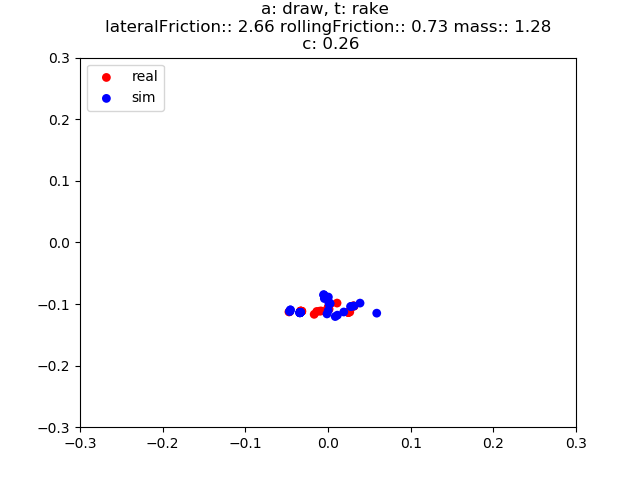 a: draw, t: rake
lateralFriction:: 2.66 rollingFriction:: 0.73 mass:: 1.28
c: 0.26
real
sim
0.3
0.2
0.1
0.0
−0.1
−0.2
−0.3
−0.3
−0.2
−0.1
0.0
0.1
0.2
0.3